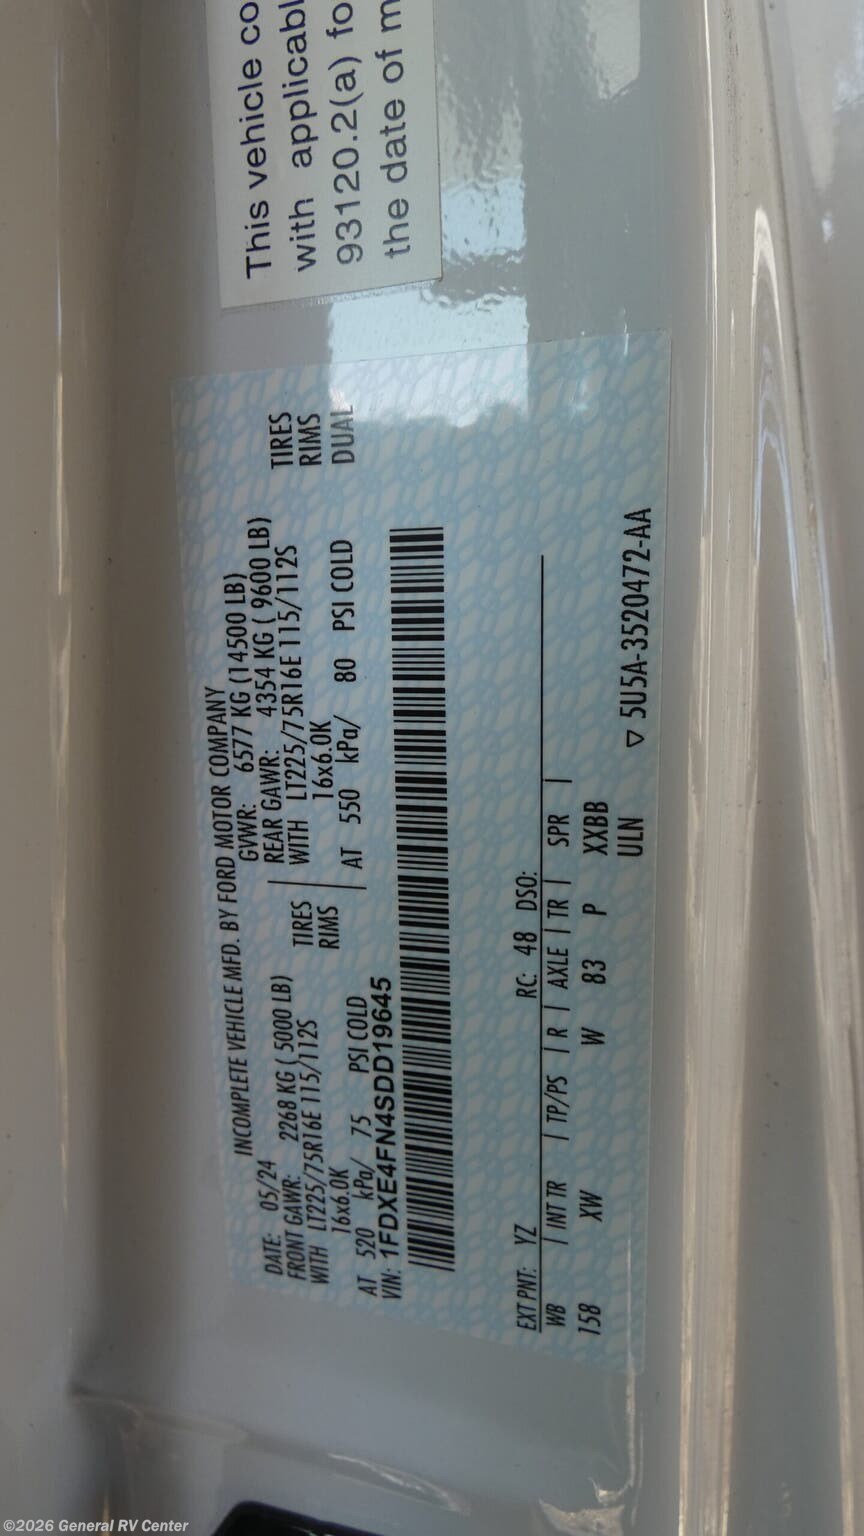 This vehicle co
with applicabl
93120.2(a) fo
the date of m
INCOMPLETE VEHICLE MFD. BY FORD MOTOR COMPANY
DATE: 05/24 GVWR: 6577 KG (14500 LB)
FRONT GAWR: 2268 KG ( 5000 LB) REAR GAWR: 4354 KG ( 9600 LB)
WITH LT225/75R16E 115/112S TIRES WITH LT225/75R16E 115/112S TIRES
16x6.0K RIMS 16x6.0K RIMS
AT 520 kPa/ 75 PSI COLD AT 550 kPa/ 80 PSI COLD DUAL
VIN: 1FDXE4FN4SDD19645
EXT PNT: YZ RC: 48 DSO:
WB | INT TR | TP/PS | R | AXLE | TR | SPR |
158 XW W 83 P XXBB
ULN ▽ 5U5A-3520472-AA
©2026 General RV Center